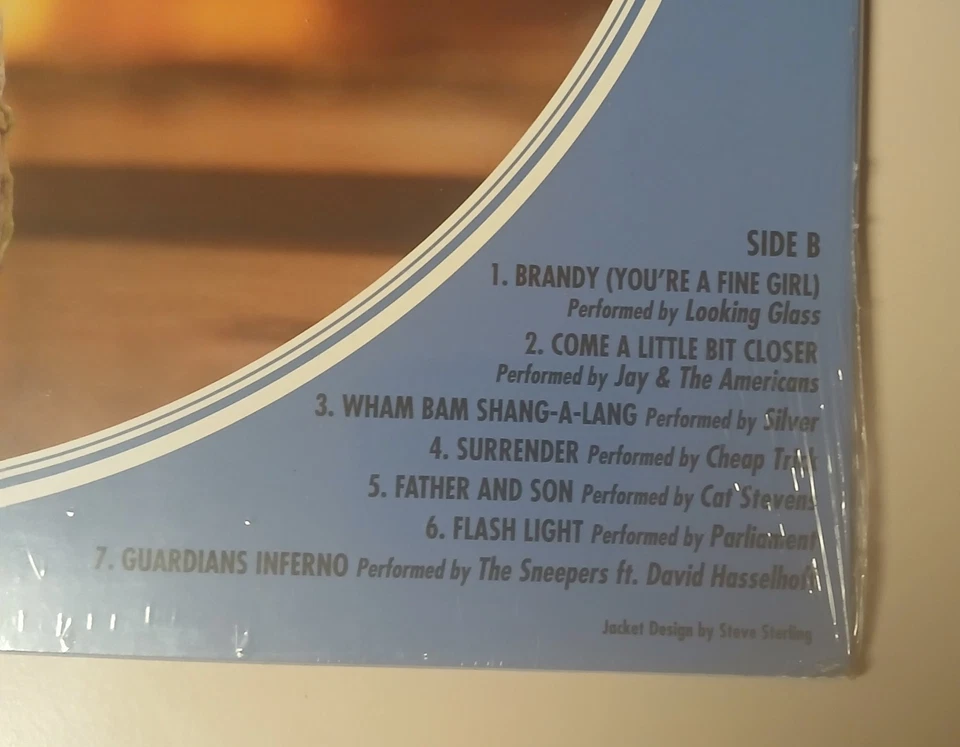 SIDE B
1. BRANDY (YOU'RE A FINE GIRL)
Performed by Looking Glass
2. COME A LITTLE BIT CLOSER
Performed by Jay & The Americans
3. WHAM BAM SHANG-A-LANG Performed by Silver
4. SURRENDER Performed by Cheap Trick
5. FATHER AND SON Performed by Cat Stevens
6. FLASH LIGHT Performed by Parliament
7. GUARDIANS INFERNO Performed by The Sneepers ft. David Hasselhoff
Jacket Design by Steve Sterling